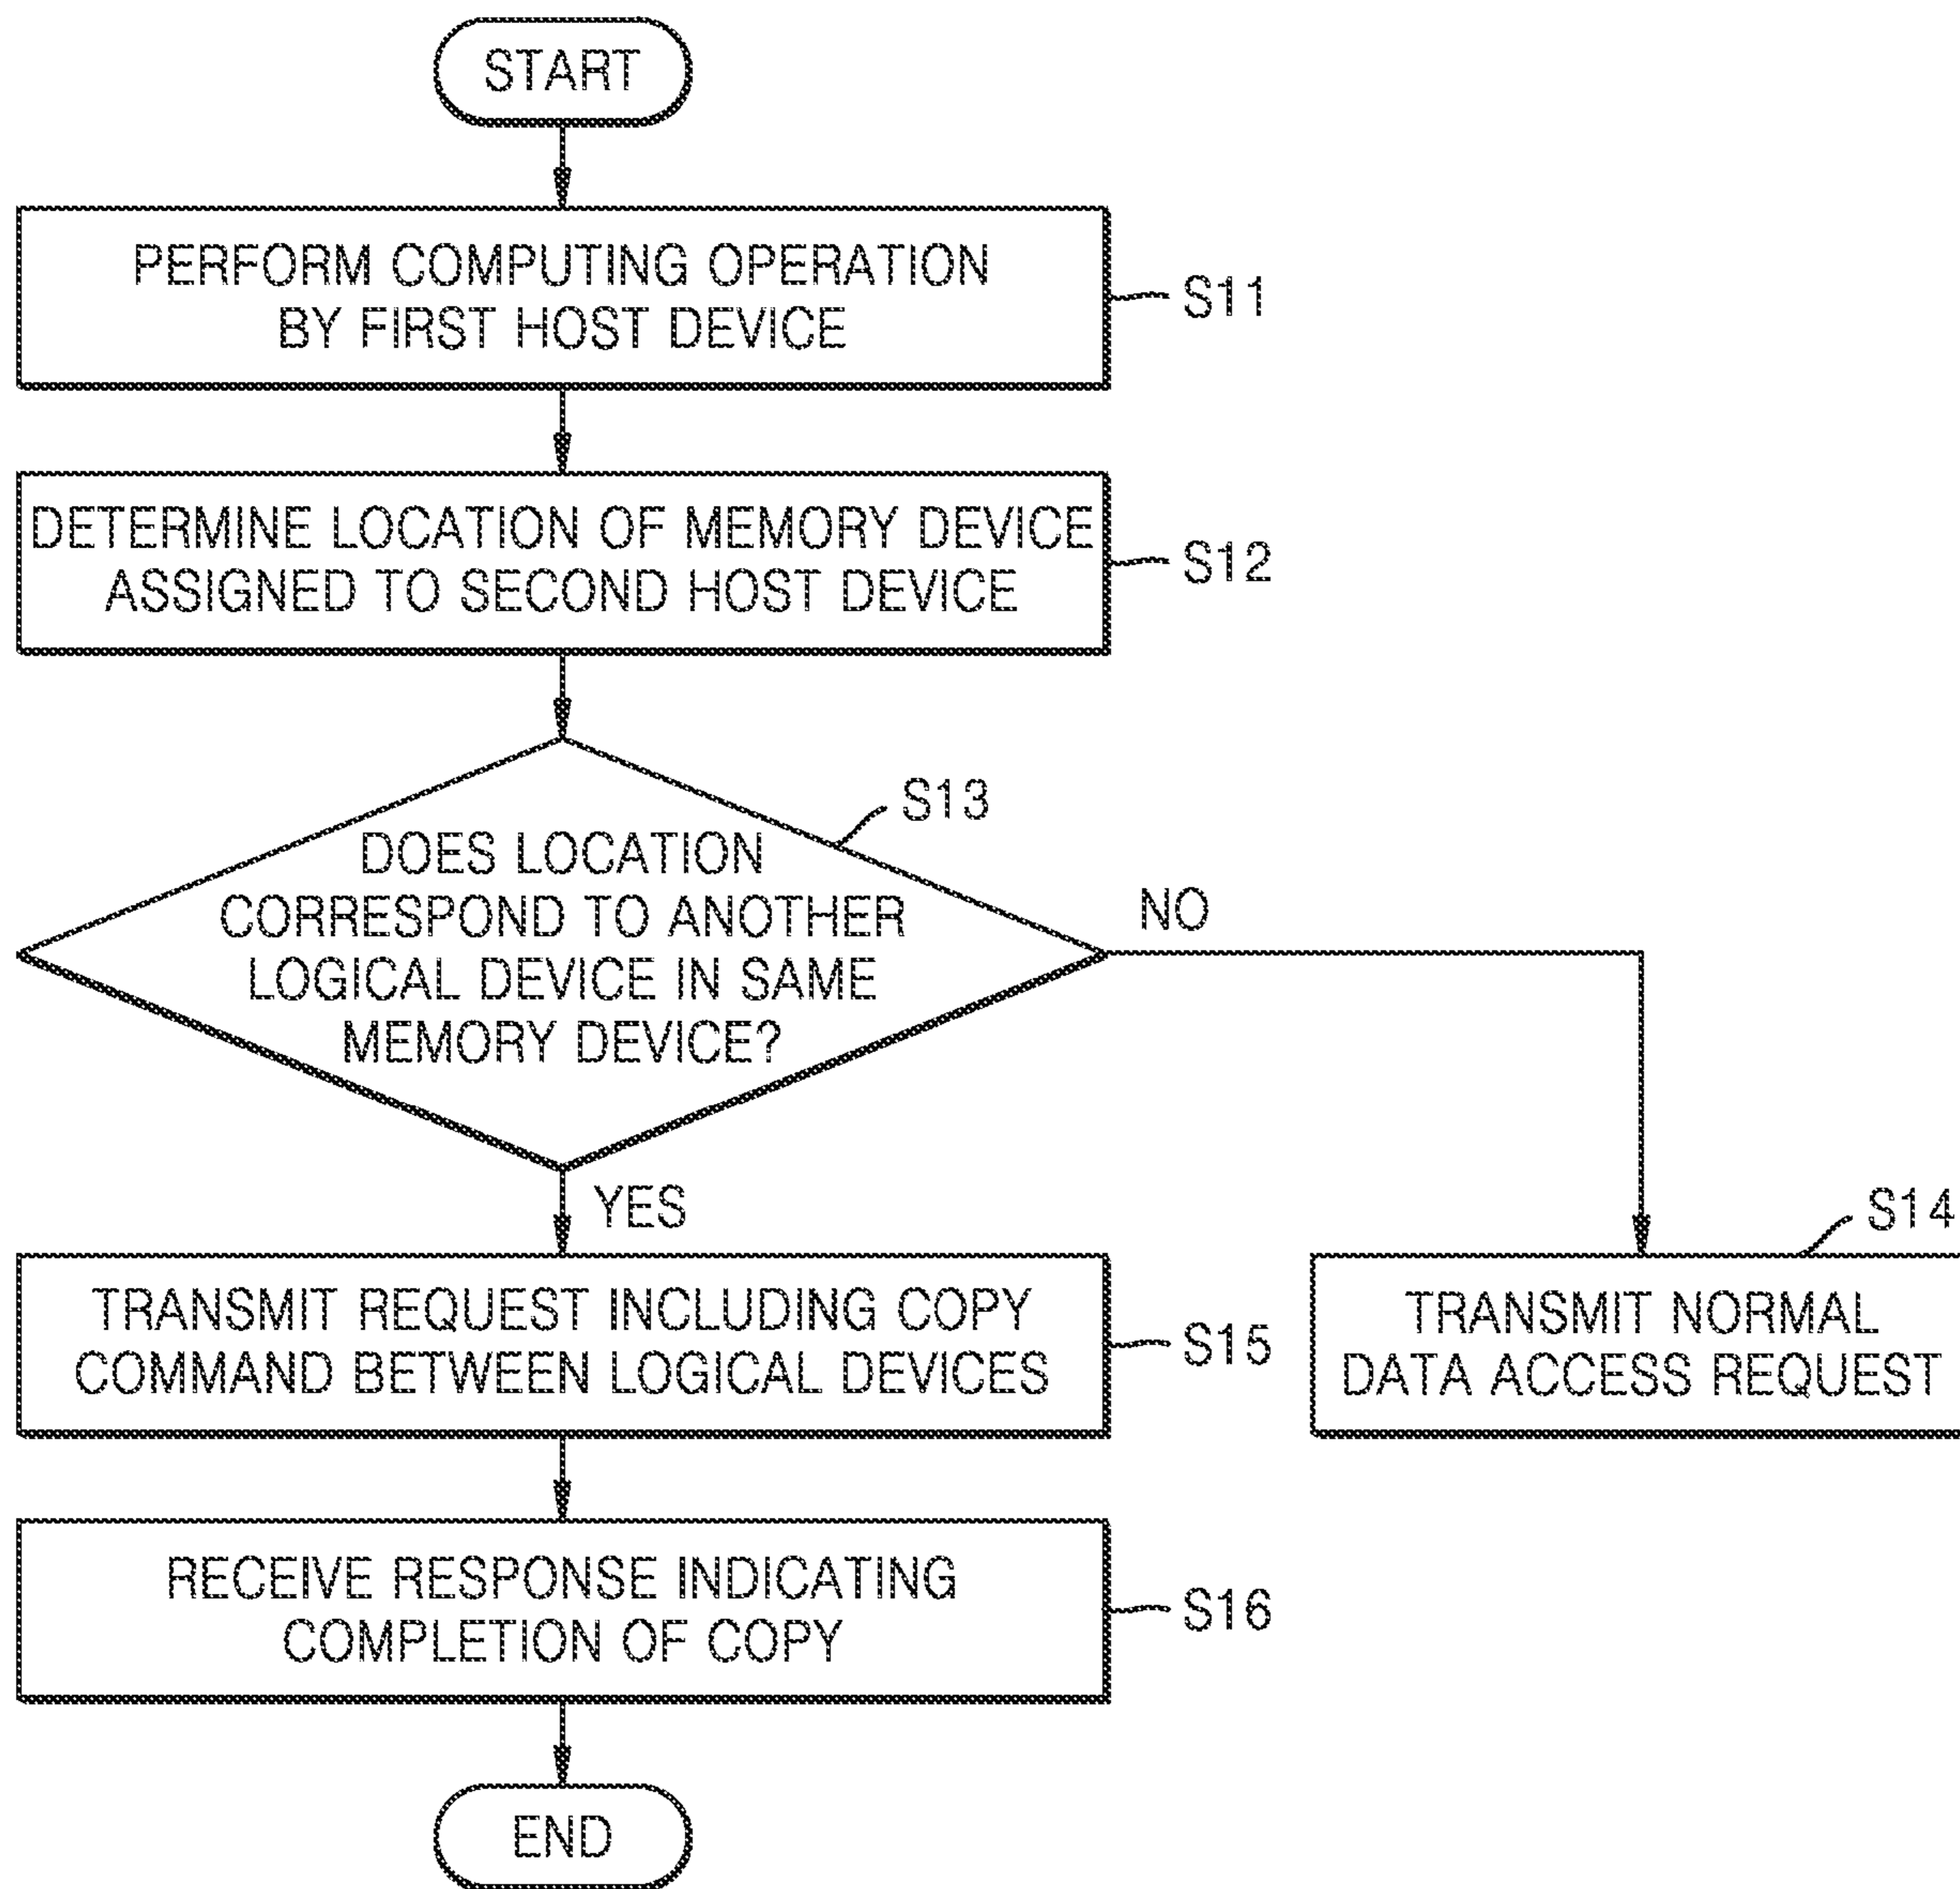 START
PERFORM COMPUTING OPERATION
BY FIRST HOST DEVICE
S11
DETERMINE LOCATION OF MEMORY DEVICE
ASSIGNED TO SECOND HOST DEVICE
S12
S13
DOES LOCATION
CORRESPOND TO ANOTHER
LOGICAL DEVICE IN SAME
MEMORY DEVICE?
NO
YES
S14
TRANSMIT REQUEST INCLUDING COPY
COMMAND BETWEEN LOGICAL DEVICES
S15
TRANSMIT NORMAL
DATA ACCESS REQUEST
RECEIVE RESPONSE INDICATING
COMPLETION OF COPY
S16
END